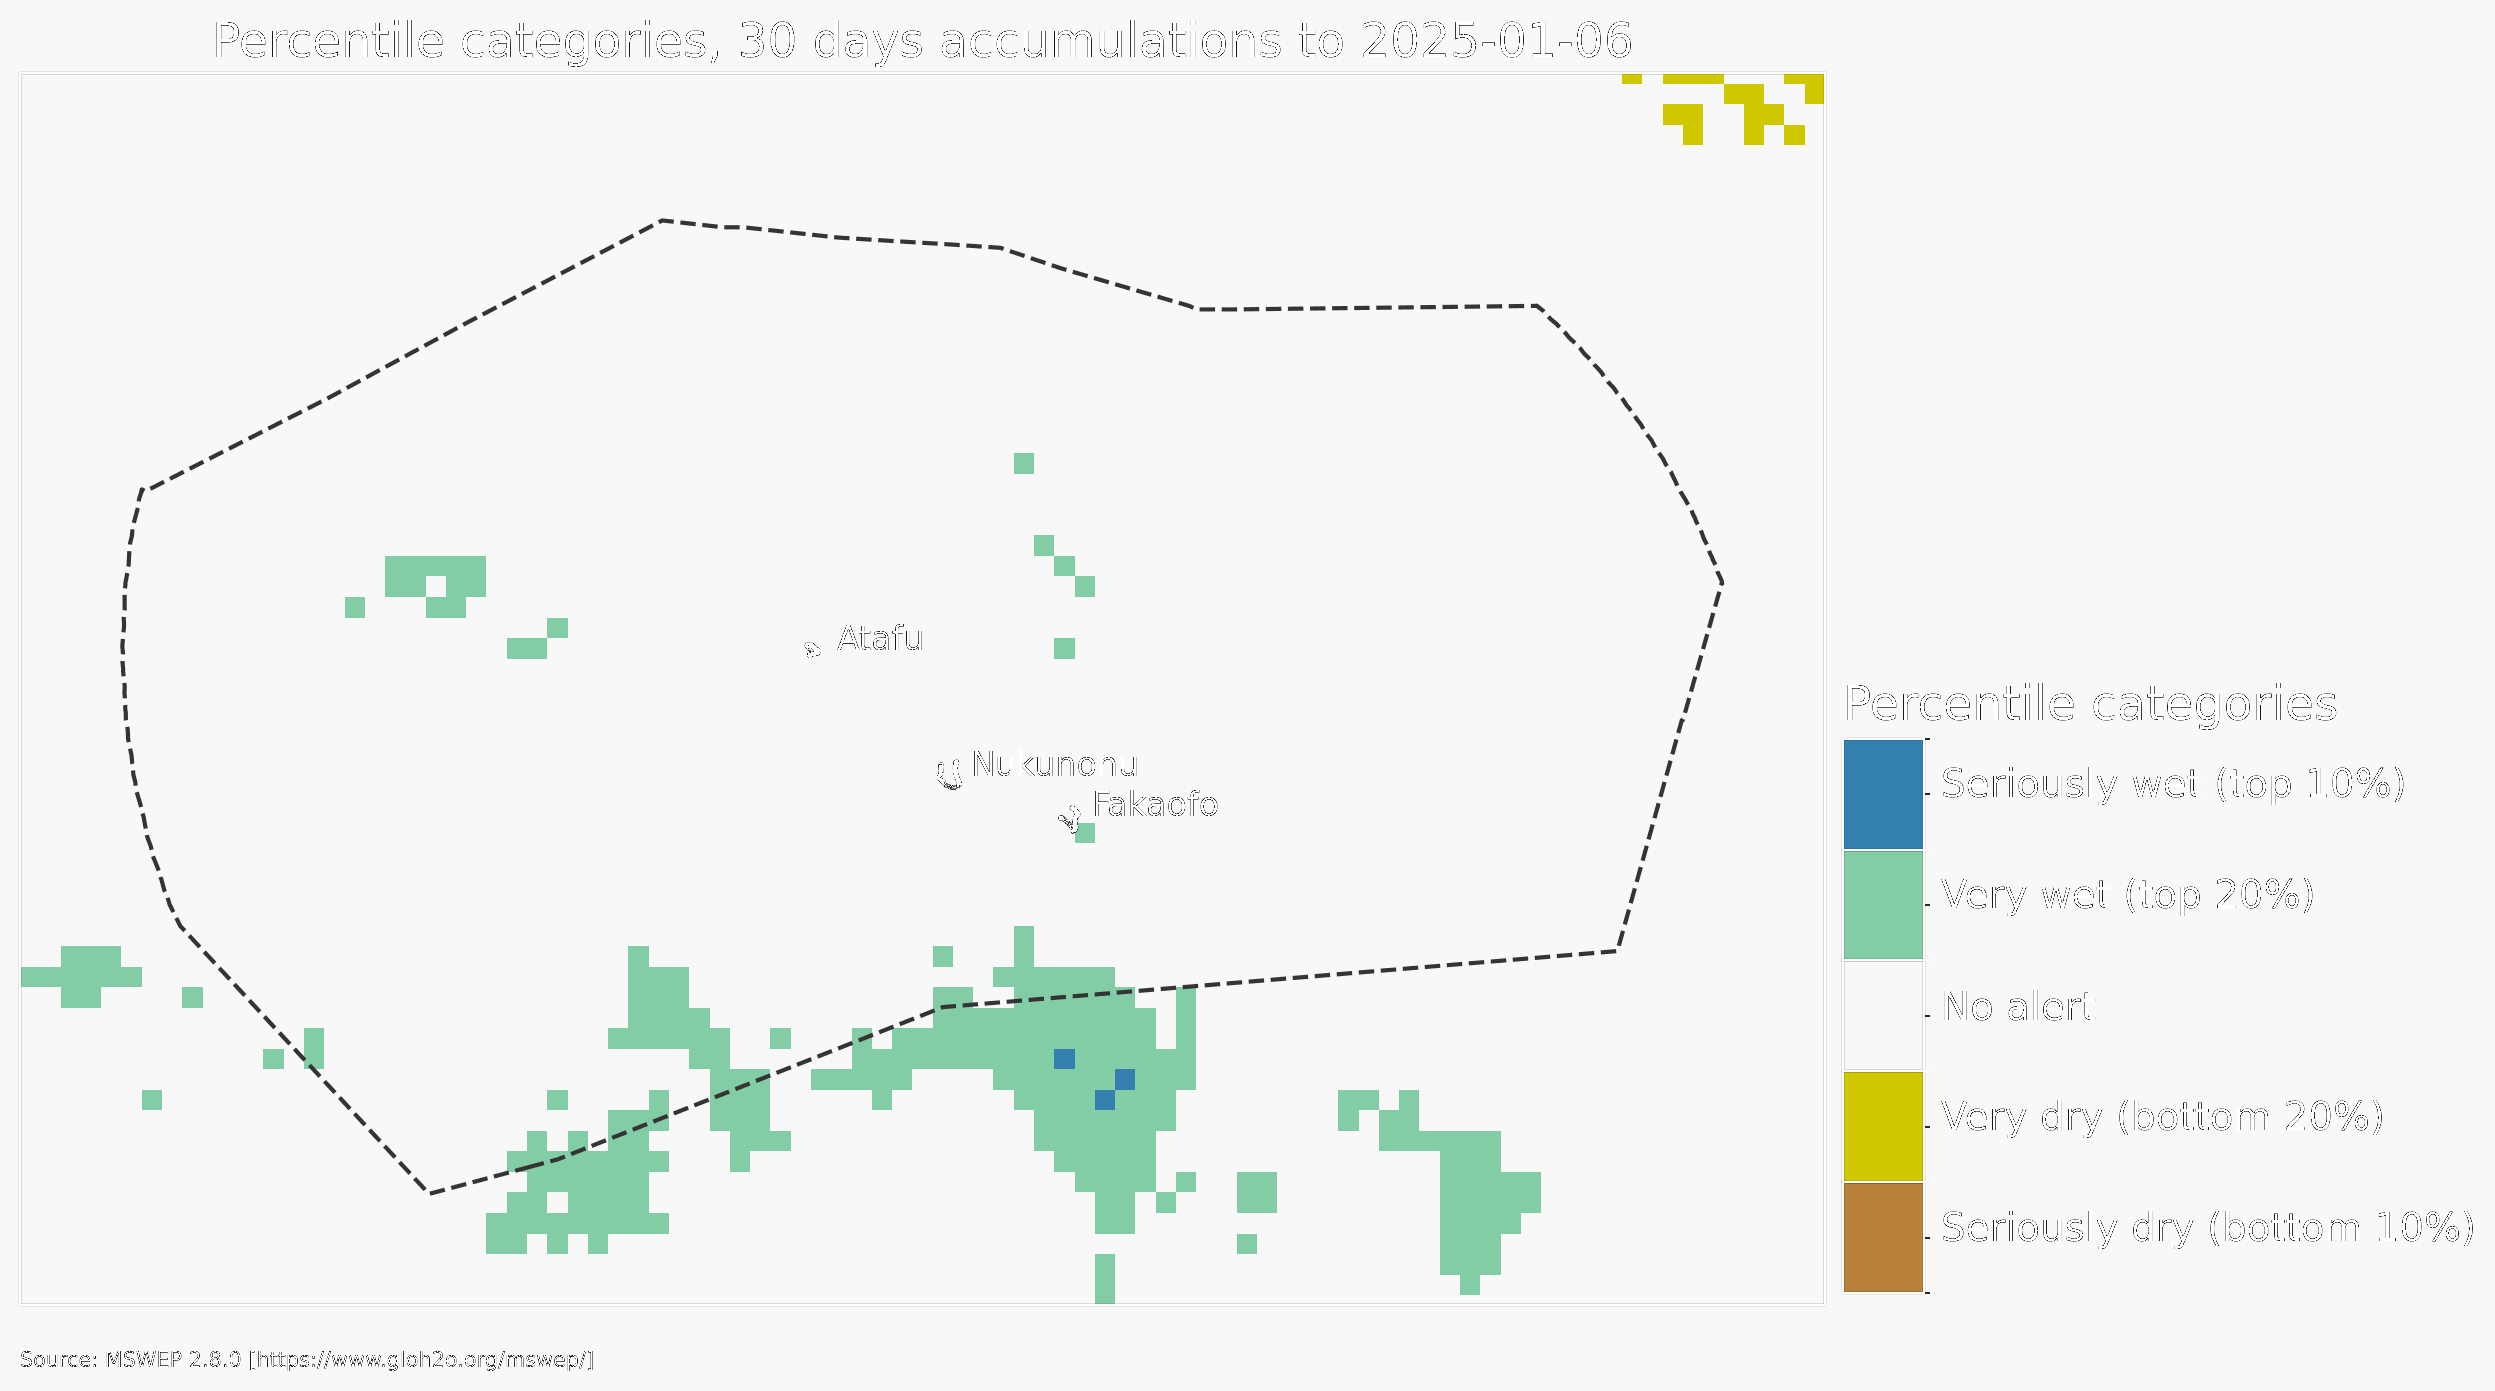 Percentile categories, 30 days accumulations to 2025-01-06
Atafu
Nukunonu
Fakaofo
Percentile categories
Seriously wet (top 10%)
Very wet (top 20%)
No alert
Very dry (bottom 20%)
Seriously dry (bottom 10%)
Source: MSWEP 2.8.0 [https://www.gloh2o.org/mswep/]